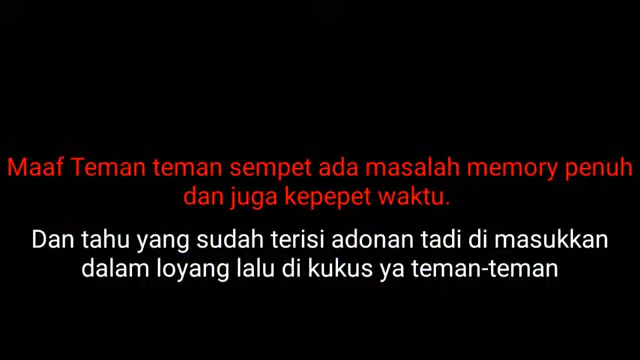 Maaf Teman teman sempet ada masalah memory penuh
dan juga kepepet waktu.
Dan tahu yang sudah terisi adonan tadi di masukkan
dalam loyang lalu di kukus ya teman-teman